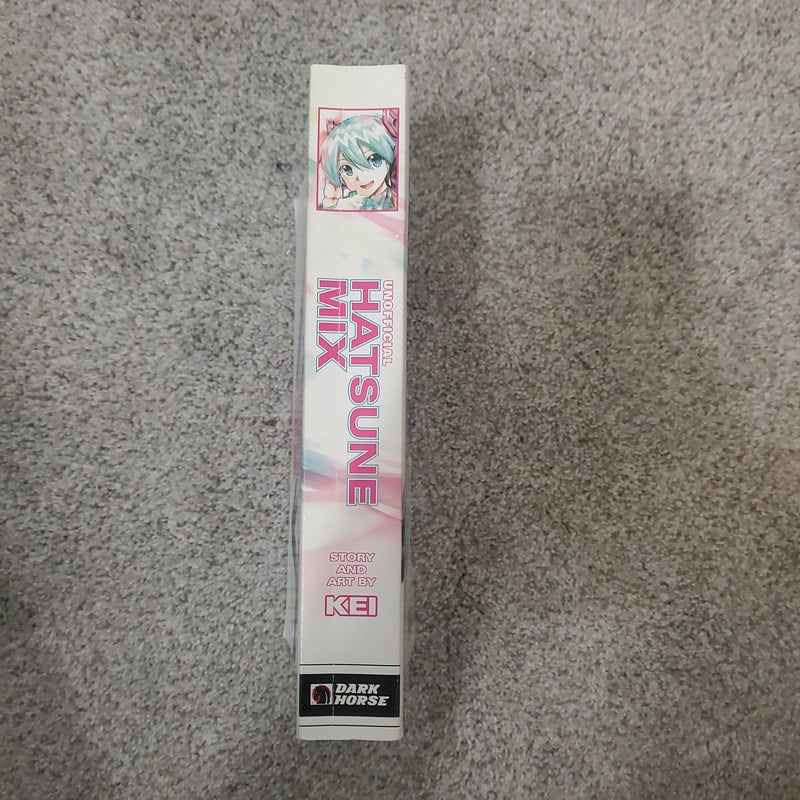 UNOFFICIAL
HATSUNE
MIX
STORY
AND
ART BY
KEI
DARK
HORSE